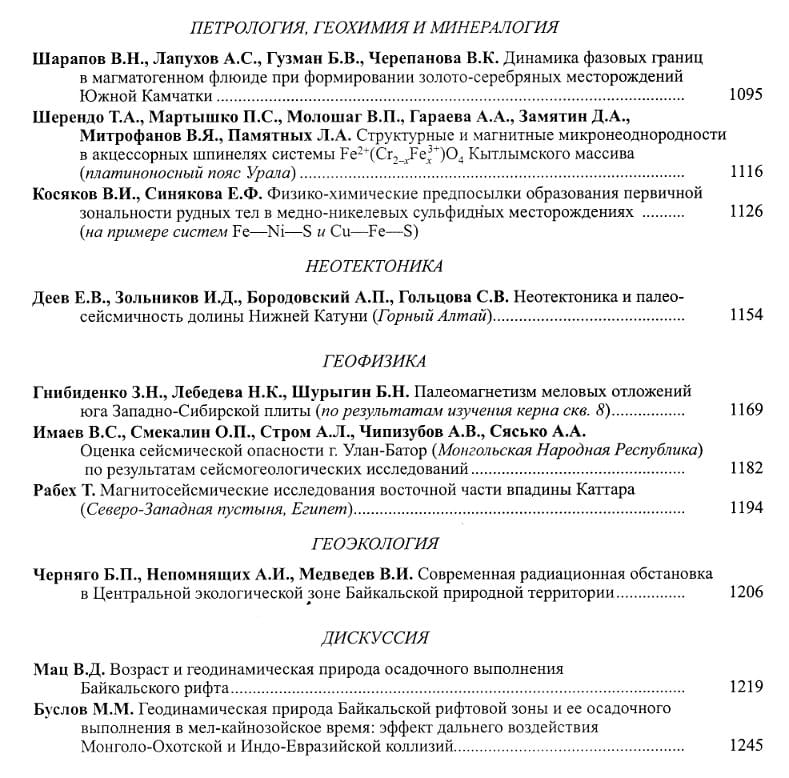 ПЕТРОЛОГИЯ, ГЕОХИМИЯ И МИНЕРАЛОГИЯ
Шарапов В.Н., Лапухов А.С., Гузман Б.В., Черепанова В.К. Динамика фазовых границ
в магматогенном флюиде при формировании золото-серебряных месторождений
Южной Камчатки ........ 1095
Шерендо Т.А., Мартышко П.С., Молошаг В.П., Гараева А.А., Замятин Д.А.,
Митрофанов В.Я., Памятных Л.А. Структурные и магнитные микронеоднородности
в акцессорных шпинелях системы Fe²⁺(Cr₂₋ₓFeₓ³⁺)O₄ Кытлымского массива
(платиноносный пояс Урала) ........ 1116
Косяков В.И., Синякова Е.Ф. Физико-химические предпосылки образования первичной
зональности рудных тел в медно-никелевых сульфидных месторождениях .......... 1126
(на примере систем Fe—Ni—S и Cu—Fe—S)
НЕОТЕКТОНИКА
Деев Е.В., Зольников И.Д., Бородовский А.П., Гольцова С.В. Неотектоника и палео-
сейсмичность долины Нижней Катуни (Горный Алтай)........ 1154
ГЕОФИЗИКА
Гнибиденко З.Н., Лебедева Н.К., Шурыгин Б.Н. Палеомагнетизм меловых отложений
юга Западно-Сибирской плиты (по результатам изучения керна скв. 8)........ 1169
Имаев В.С., Смекалин О.П., Стром А.Л., Чипизубов А.В., Сясько А.А.
Оценка сейсмической опасности г. Улан-Батор (Монгольская Народная Республика)
по результатам сейсмогеологических исследований........ 1182
Рабех Т. Магнитосейсмические исследования восточной части впадины Каттара
(Северо-Западная пустыня, Египет)........ 1194
ГЕОЭКОЛОГИЯ
Черняго Б.П., Непомнящих А.И., Медведев В.И. Современная радиационная обстановка
в Центральной экологической зоне Байкальской природной территории........ 1206
ДИСКУССИЯ
Мац В.Д. Возраст и геодинамическая природа осадочного выполнения
Байкальского рифта........ 1219
Буслов М.М. Геодинамическая природа Байкальской рифтовой зоны и ее осадочного
выполнения в мел-кайнозойское время: эффект дальнего воздействия
Монголо-Охотской и Индо-Евразийской коллизий........ 1245